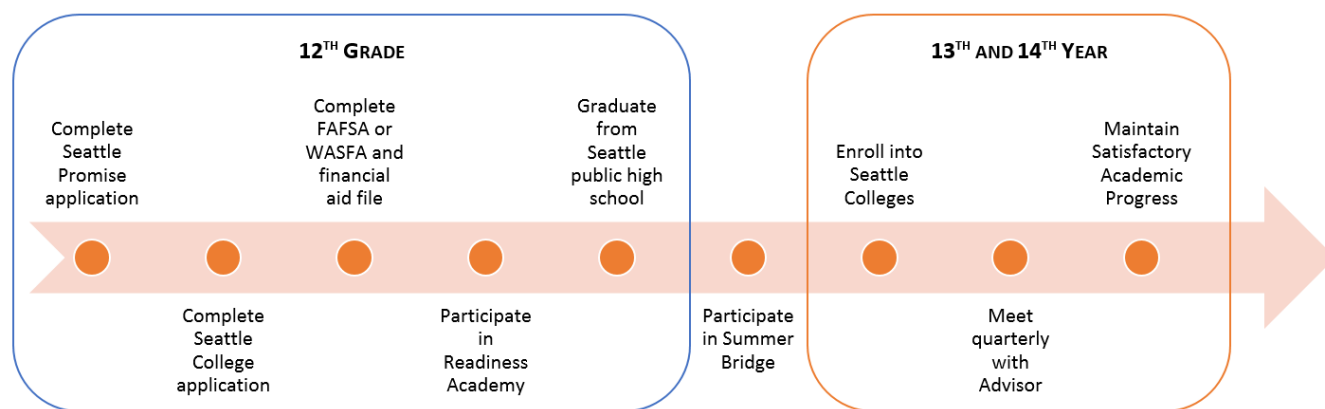 12TH GRADE
13TH AND 14TH YEAR
Complete
Seattle
Promise
application
Complete
Seattle
College
application
Complete
FAFSA or
WASFA and
financial
aid file
Participate
in
Readiness
Academy
Graduate
from
Seattle
public high
school
Participate
in Summer
Bridge
Enroll into
Seattle
Colleges
Meet
quarterly
with
Advisor
Maintain
Satisfactory
Academic
Progress